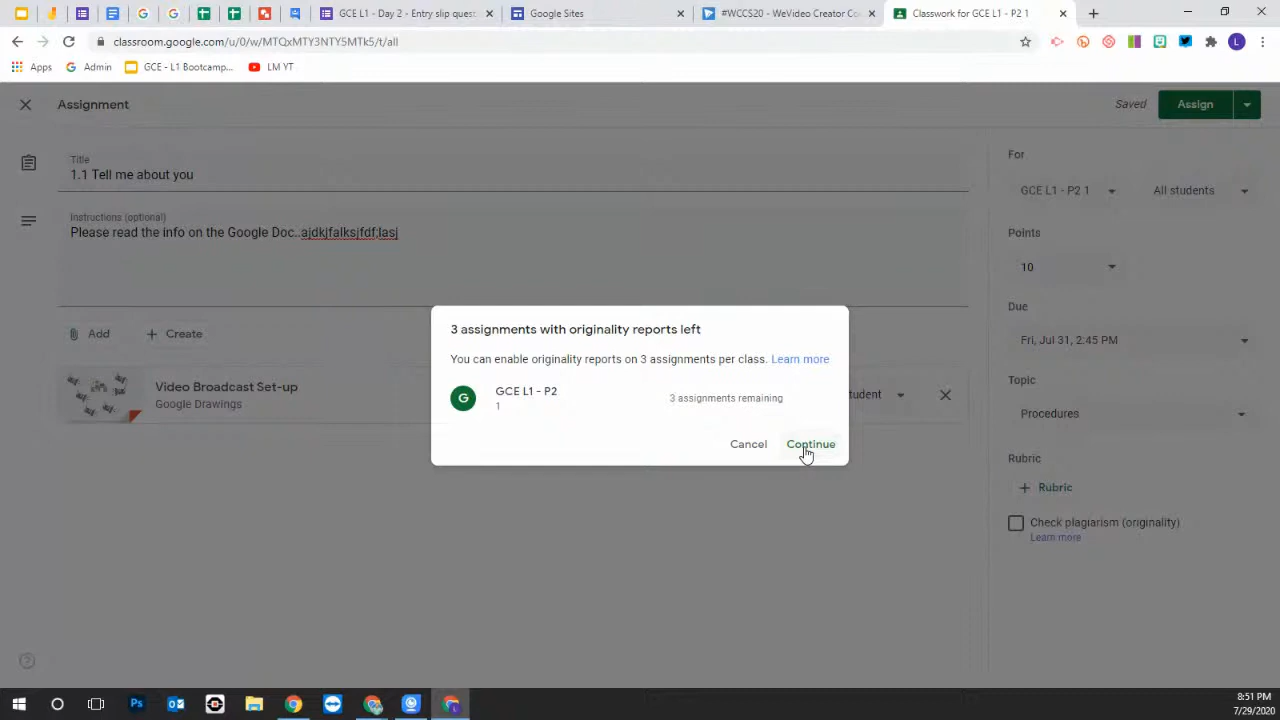 GCE L1 - Day 2 - Entry slip quest
Google Sites
#WCCS20 - WeVideo Creator Co
Classwork for GCE L1 - P2 1
classroom.google.com/u/0/w/MTQxMTY3NTY5MTk5/t/all
L
Apps
Admin
GCE - L1 Bootcamp...
LM YT
Assignment
Saved
Assign
Title
1.1 Tell me about you
Instructions (optional)
Please read the info on the Google Doc..ajdkjfalksjfdf;lasj
Add
Create
Video Broadcast Set-up
Google Drawings
tudent
For
GCE L1 - P2 1
All students
Points
10
Due
Fri, Jul 31, 2:45 PM
Topic
Procedures
Rubric
Rubric
Check plagiarism (originality)
Learn more
3 assignments with originality reports left
You can enable originality reports on 3 assignments per class. Learn more
G
GCE L1 - P2
1
3 assignments remaining
Cancel
Continue
8:51 PM
7/29/2020